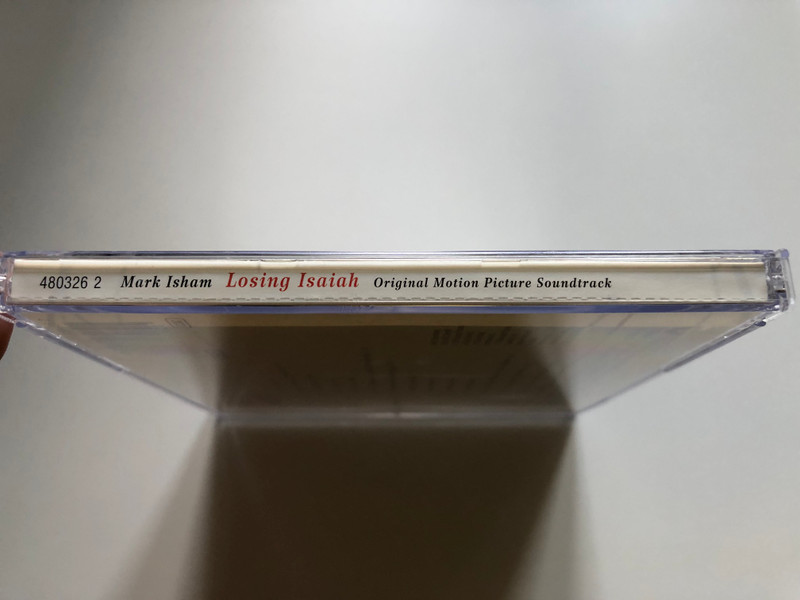 480326 2 Mark Isham Losing Isaiah Original Motion Picture Soundtrack